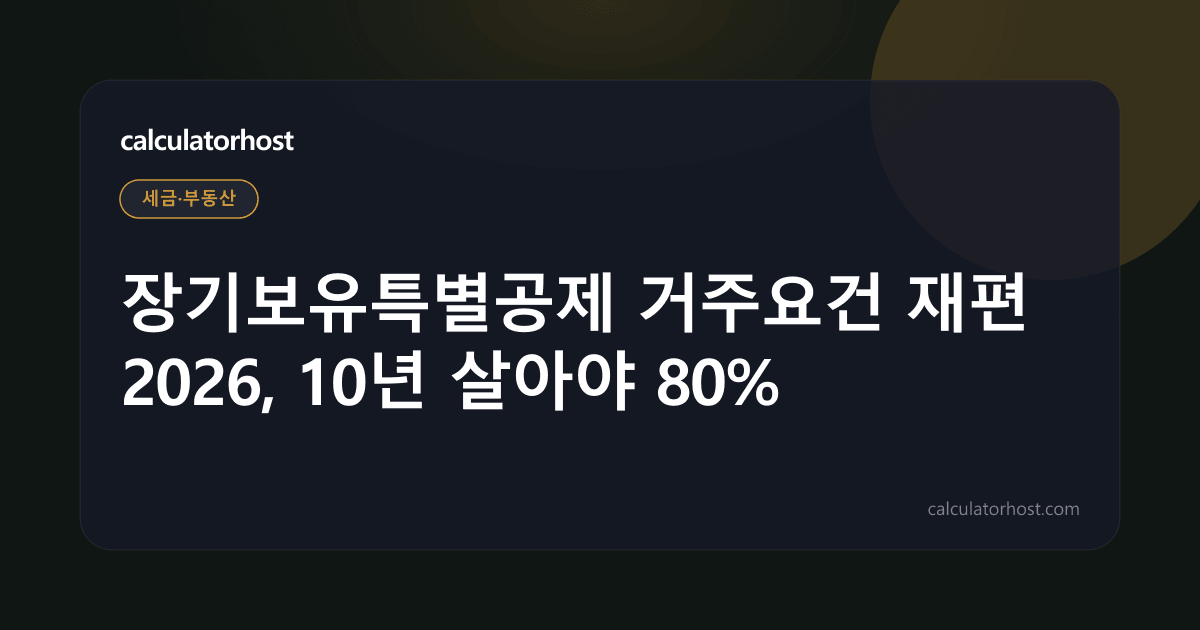 calculatorhost
세금·부동산
장기보유특별공제 거주요건 재편
2026, 10년 살아야 80%
calculatorhost.com